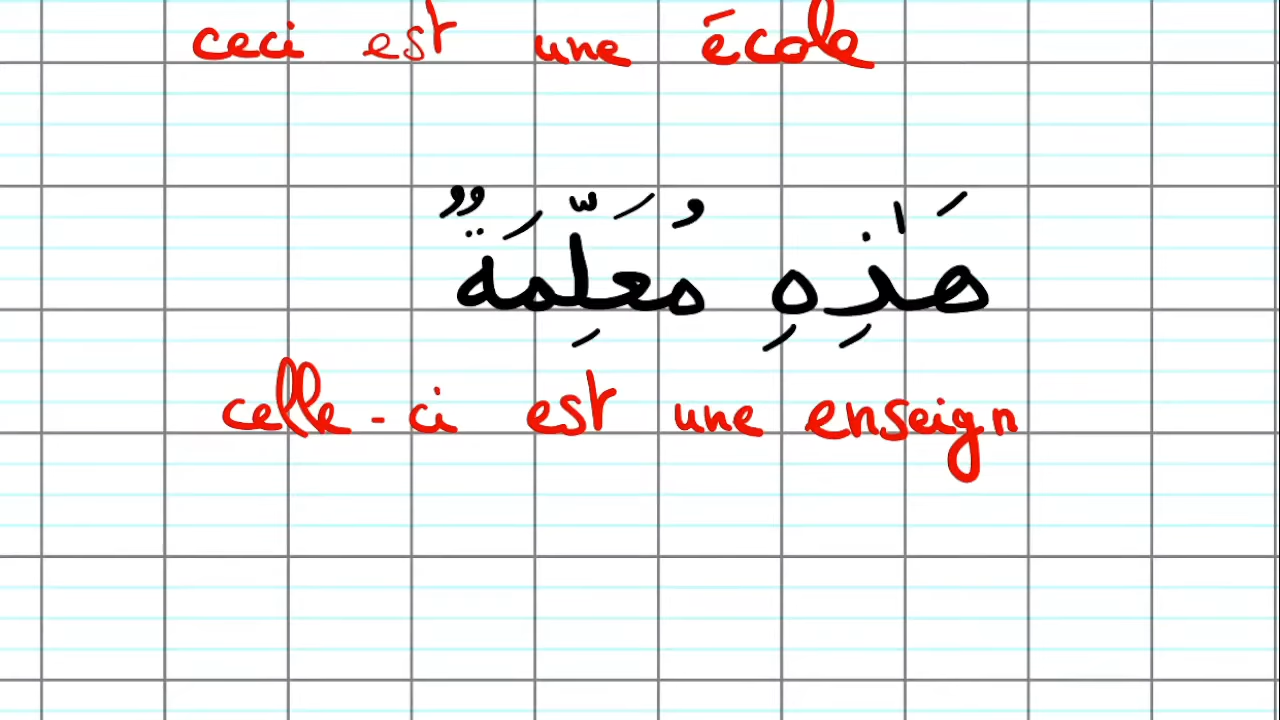 ceci est une école
هَٰذِهِ مُعَلِّمَةٌ
celle-ci est une enseign